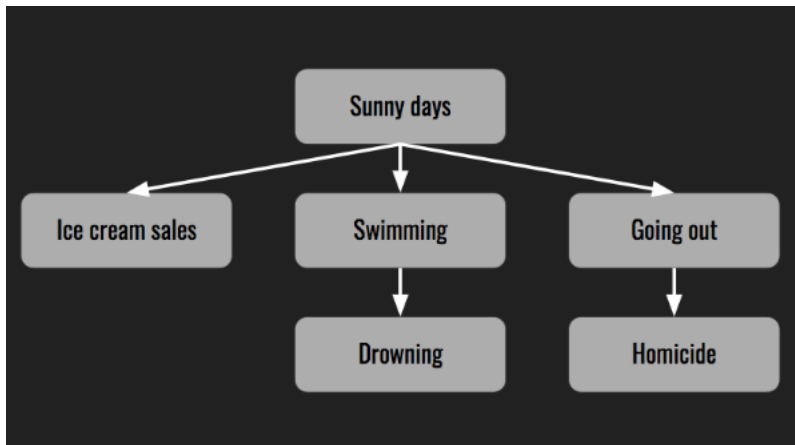 Sunny days
Ice cream sales
Swimming
Going out
Drowning
Homicide